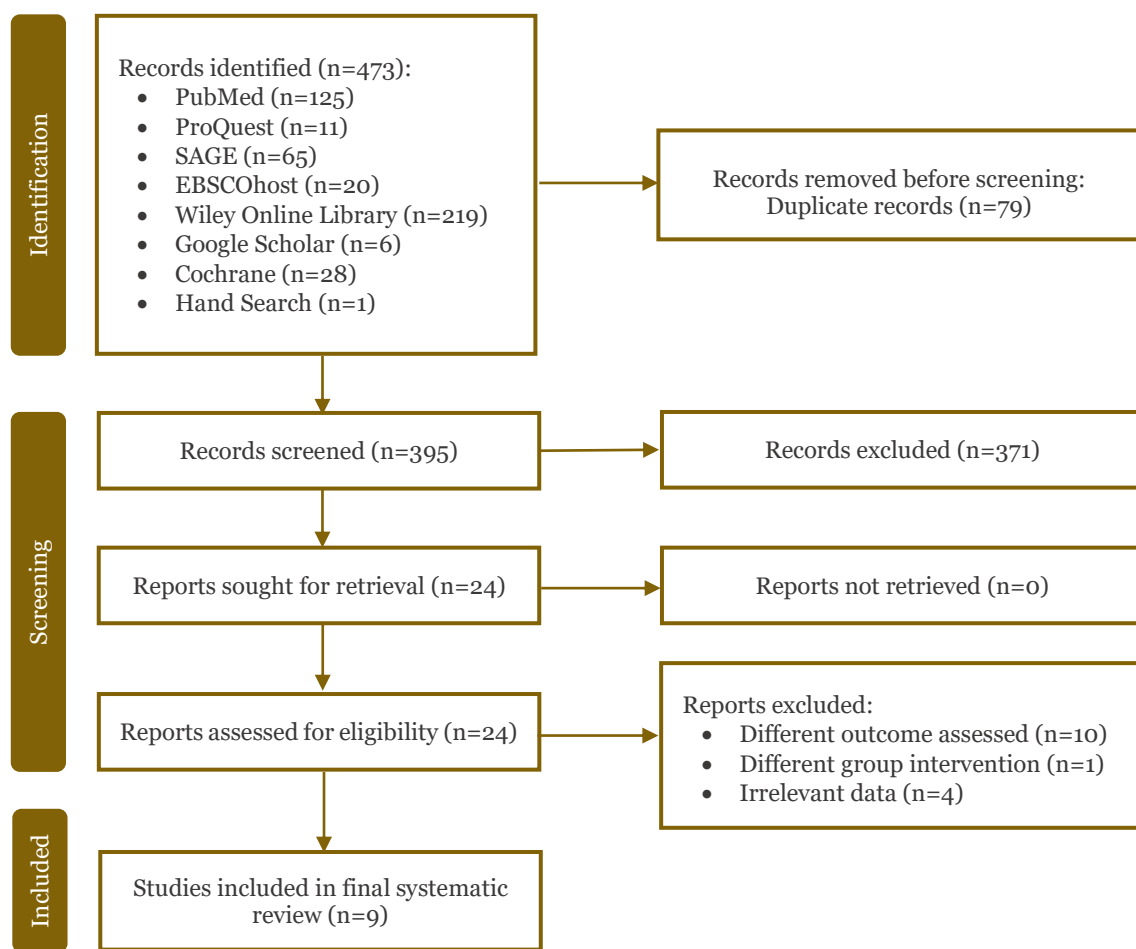 Identification
Records identified (n=473):
• PubMed (n=125)
• ProQuest (n=11)
• SAGE (n=65)
• EBSCOhost (n=20)
• Wiley Online Library (n=219)
• Google Scholar (n=6)
• Cochrane (n=28)
• Hand Search (n=1)
Records removed before screening:
Duplicate records (n=79)
Screening
Records screened (n=395)
Records excluded (n=371)
Reports sought for retrieval (n=24)
Reports not retrieved (n=0)
Reports assessed for eligibility (n=24)
Reports excluded:
• Different outcome assessed (n=10)
• Different group intervention (n=1)
• Irrelevant data (n=4)
Included
Studies included in final systematic
review (n=9)